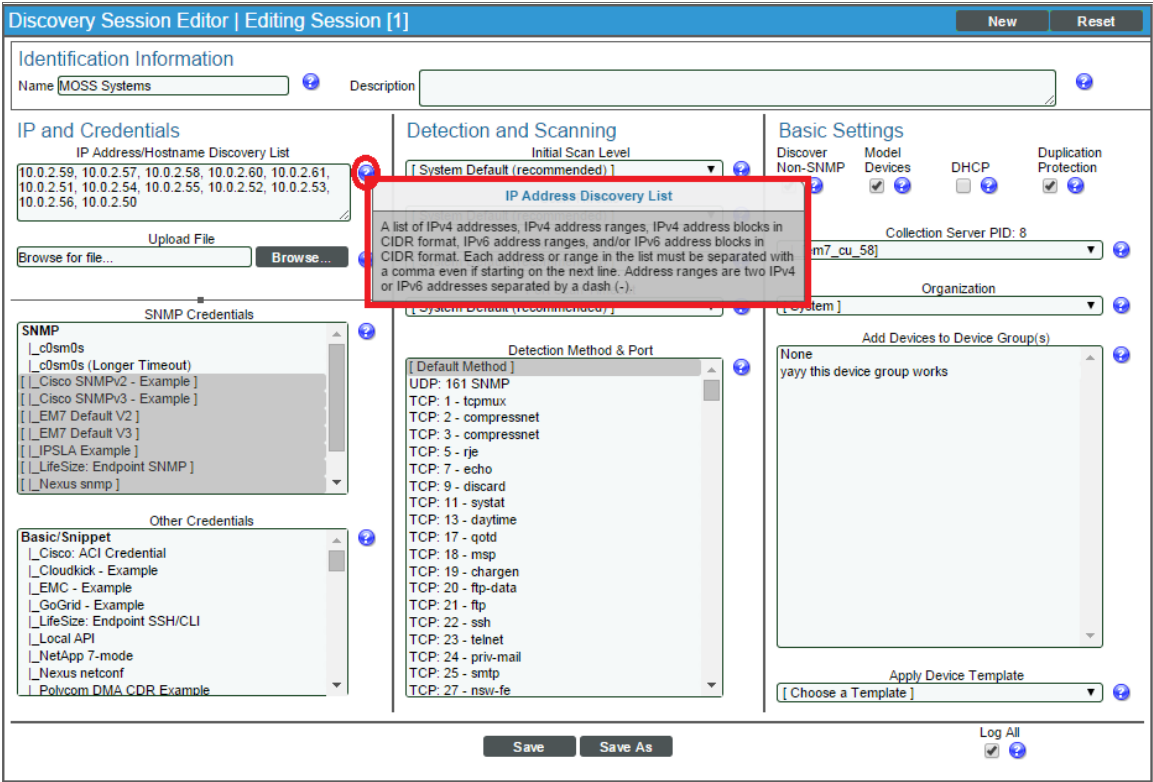 Discovery Session Editor | Editing Session [1]
New
Reset
Identification Information
Name
MOSS Systems
Description
IP and Credentials
IP Address/Hostname Discovery List
10.0.2.59, 10.0.2.57, 10.0.2.58, 10.0.2.60, 10.0.2.61,
10.0.2.51, 10.0.2.54, 10.0.2.55, 10.0.2.52, 10.0.2.53,
10.0.2.56, 10.0.2.50
Upload File
Browse for file...
Browse...
SNMP Credentials
SNMP
|_c0sm0s
|_c0sm0s (Longer Timeout)
[ |_Cisco SNMPv2 - Example ]
[ |_Cisco SNMPv3 - Example ]
[ |_EM7 Default V2 ]
[ |_EM7 Default V3 ]
[ |_IPSLA Example ]
[ |_LifeSize: Endpoint SNMP ]
[ |_Nexus snmp ]
Other Credentials
Basic/Snippet
|_Cisco: ACI Credential
|_Cloudkick - Example
|_EMC - Example
|_GoGrid - Example
|_LifeSize: Endpoint SSH/CLI
|_Local API
|_NetApp 7-mode
|_Nexus netconf
|_Polycom DMA CDR Example
Detection and Scanning
Initial Scan Level
[ System Default (recommended) ]
IP Address Discovery List
A list of IPv4 addresses, IPv4 address ranges, IPv4 address blocks in
CIDR format, IPv6 address ranges, and/or IPv6 address blocks in
CIDR format. Each address or range in the list must be separated with
a comma even if starting on the next line. Address ranges are two IPv4
or IPv6 addresses separated by a dash (-).
[ System Default (recommended) ]
Detection Method & Port
[ Default Method ]
UDP: 161 SNMP
TCP: 1 - tcpmux
TCP: 2 - compressnet
TCP: 3 - compressnet
TCP: 5 - rje
TCP: 7 - echo
TCP: 9 - discard
TCP: 11 - systat
TCP: 13 - daytime
TCP: 17 - qotd
TCP: 18 - msp
TCP: 19 - chargen
TCP: 20 - ftp-data
TCP: 21 - ftp
TCP: 22 - ssh
TCP: 23 - telnet
TCP: 24 - priv-mail
TCP: 25 - smtp
TCP: 27 - nsw-fe
Basic Settings
Discover
Non-SNMP
Model
Devices
DHCP
Duplication
Protection
Collection Server PID: 8
em7_cu_58]
Organization
[ System ]
Add Devices to Device Group(s)
None
yayy this device group works
Apply Device Template
[ Choose a Template ]
Save
Save As
Log All